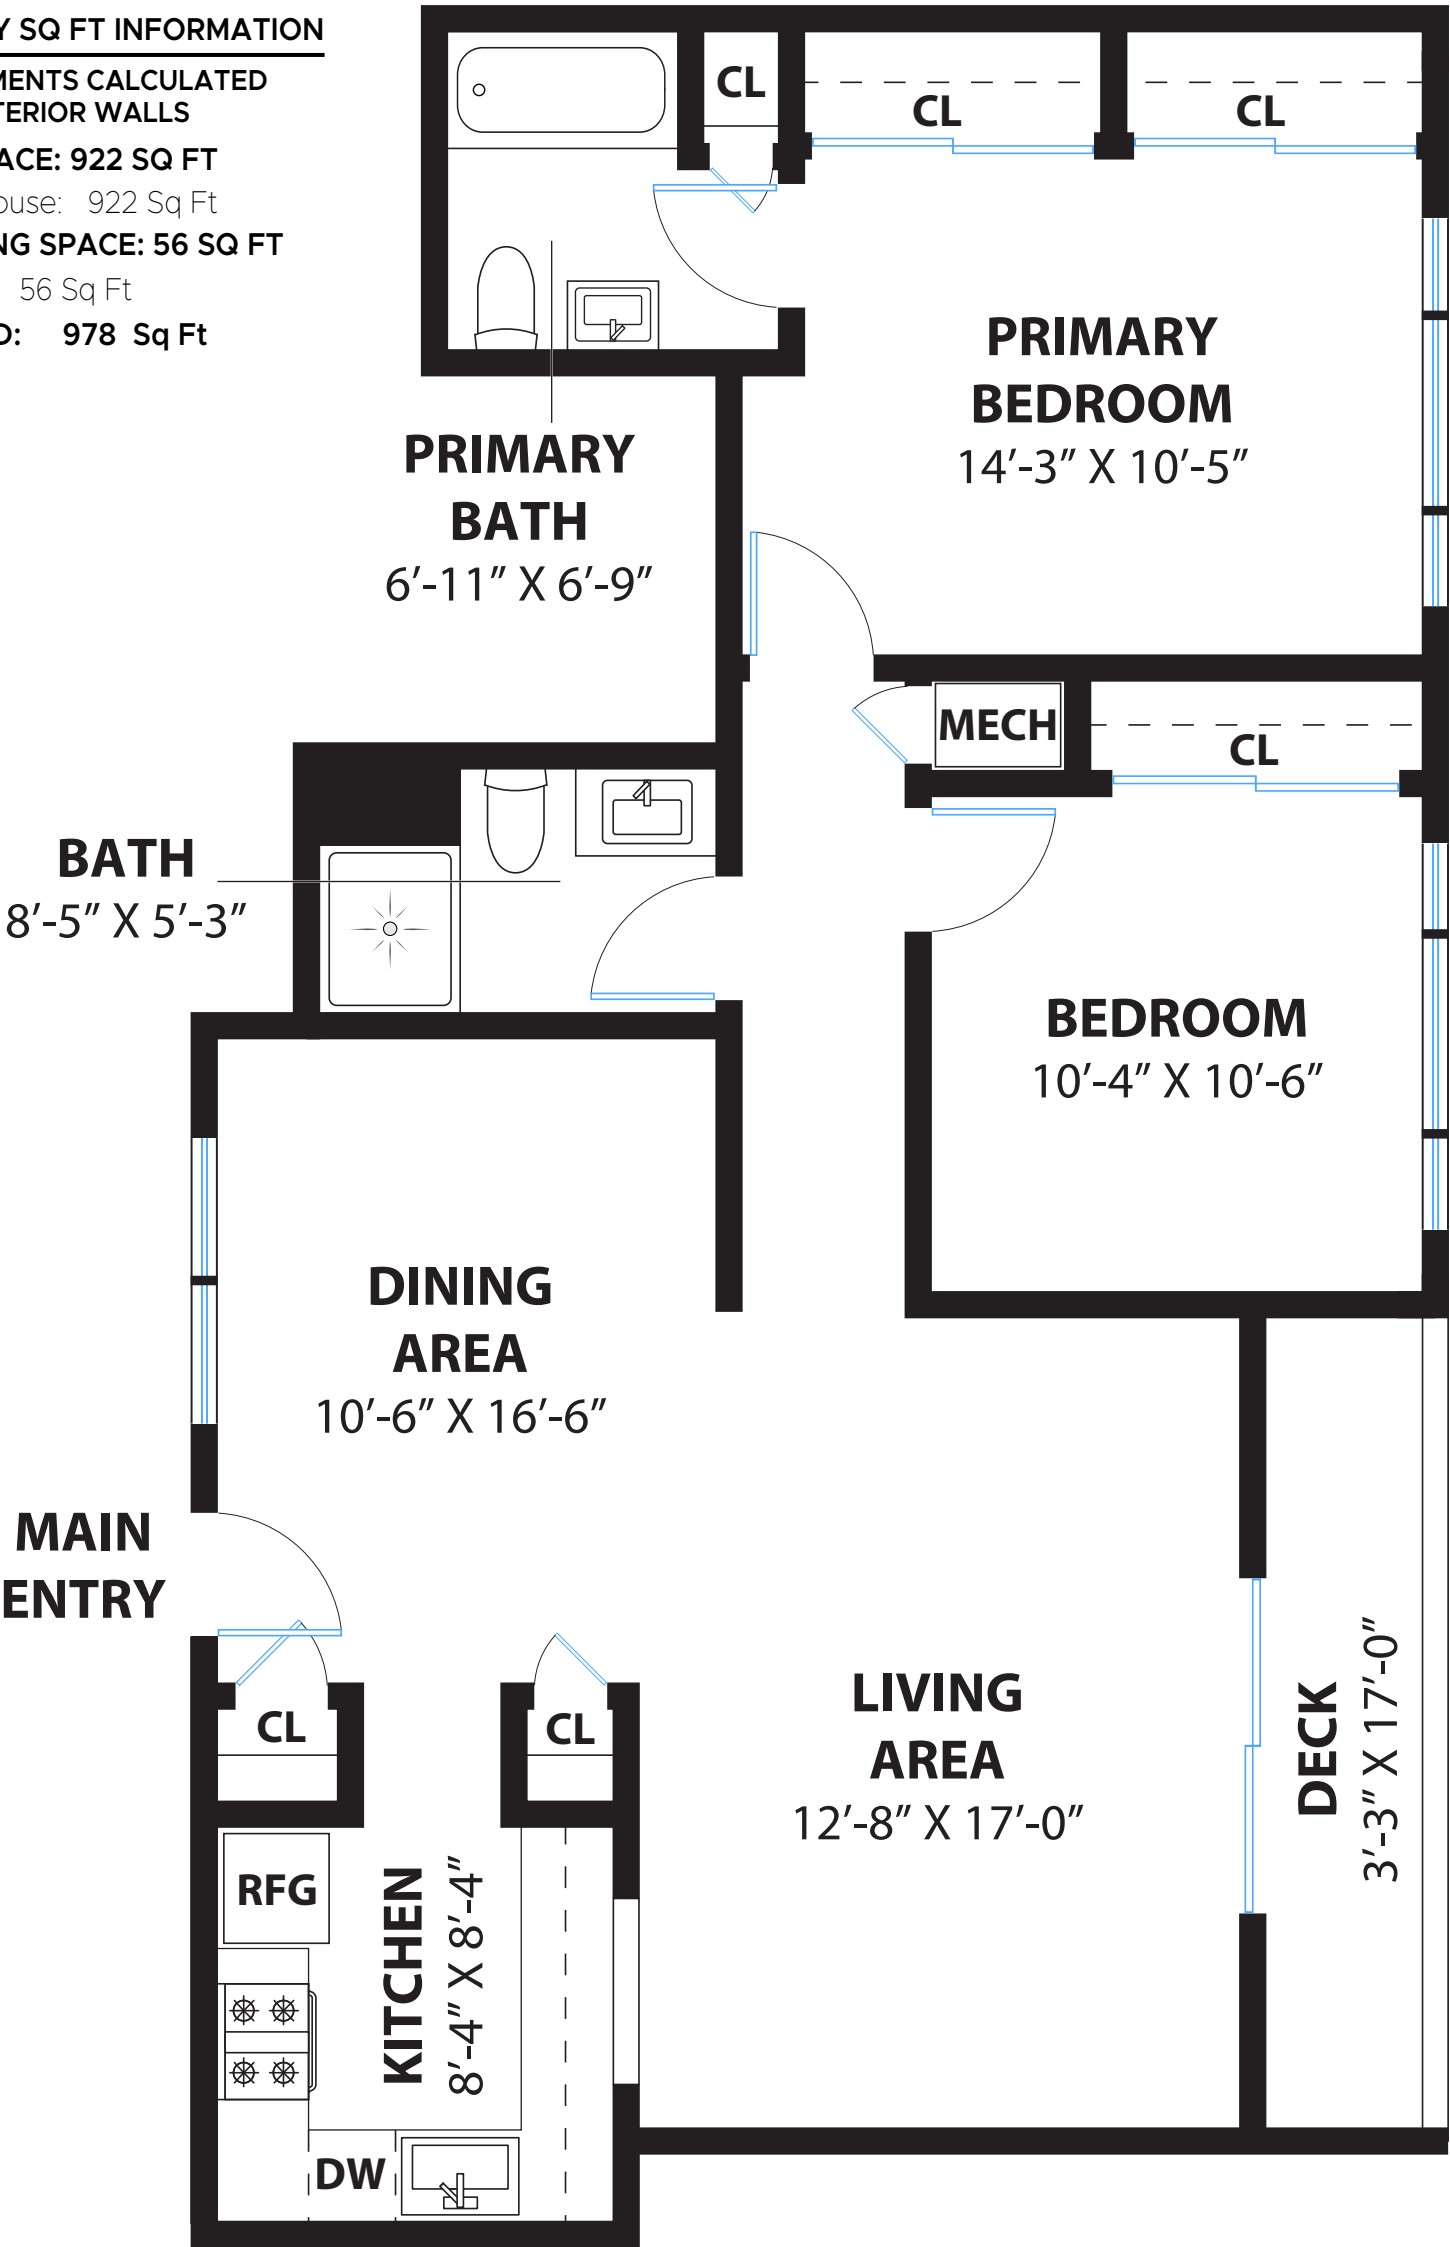 Y SQ FT INFORMATION
MENTS CALCULATED
TERIOR WALLS
ACE: 922 SQ FT
ouse: 922 Sq Ft
NG SPACE: 56 SQ FT
56 Sq Ft
D: 978 Sq Ft
CL
CL
CL
PRIMARY
BEDROOM
14′-3″ X 10′-5″
PRIMARY
BATH
6′-11″ X 6′-9″
MECH
CL
BATH
8′-5″ X 5′-3″
BEDROOM
10′-4″ X 10′-6″
DINING
AREA
10′-6″ X 16′-6″
MAIN
ENTRY
CL
CL
LIVING
AREA
12′-8″ X 17′-0″
DECK
3′-3″ X 17′-0″
RFG
KITCHEN
8′-4″ X 8′-4″
DW